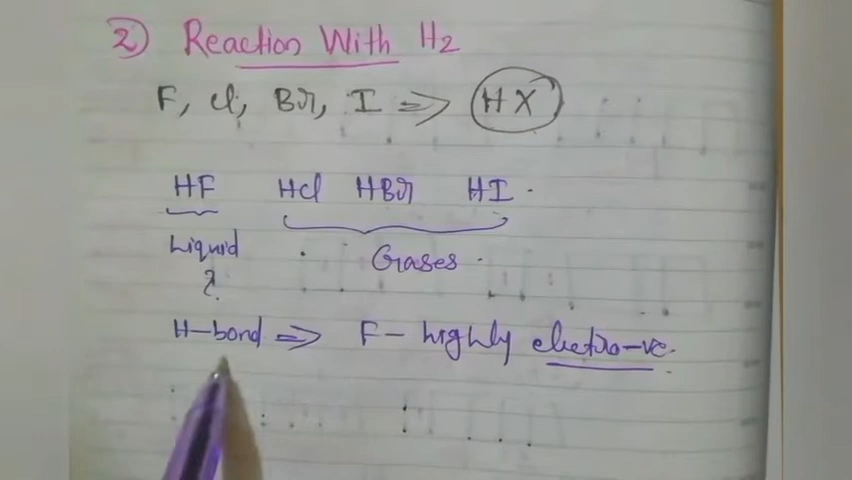 2) Reaction With H2
F, Cl, Br, I => HX
HF HCl HBr HI.
Liquid Gases.
?
H-bond => F - highly electro-ve.